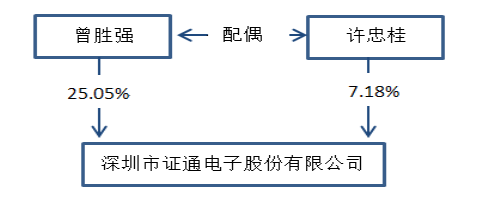 曾胜强 配偶 许忠桂
25.05% 7.18%
深圳市证通电子股份有限公司